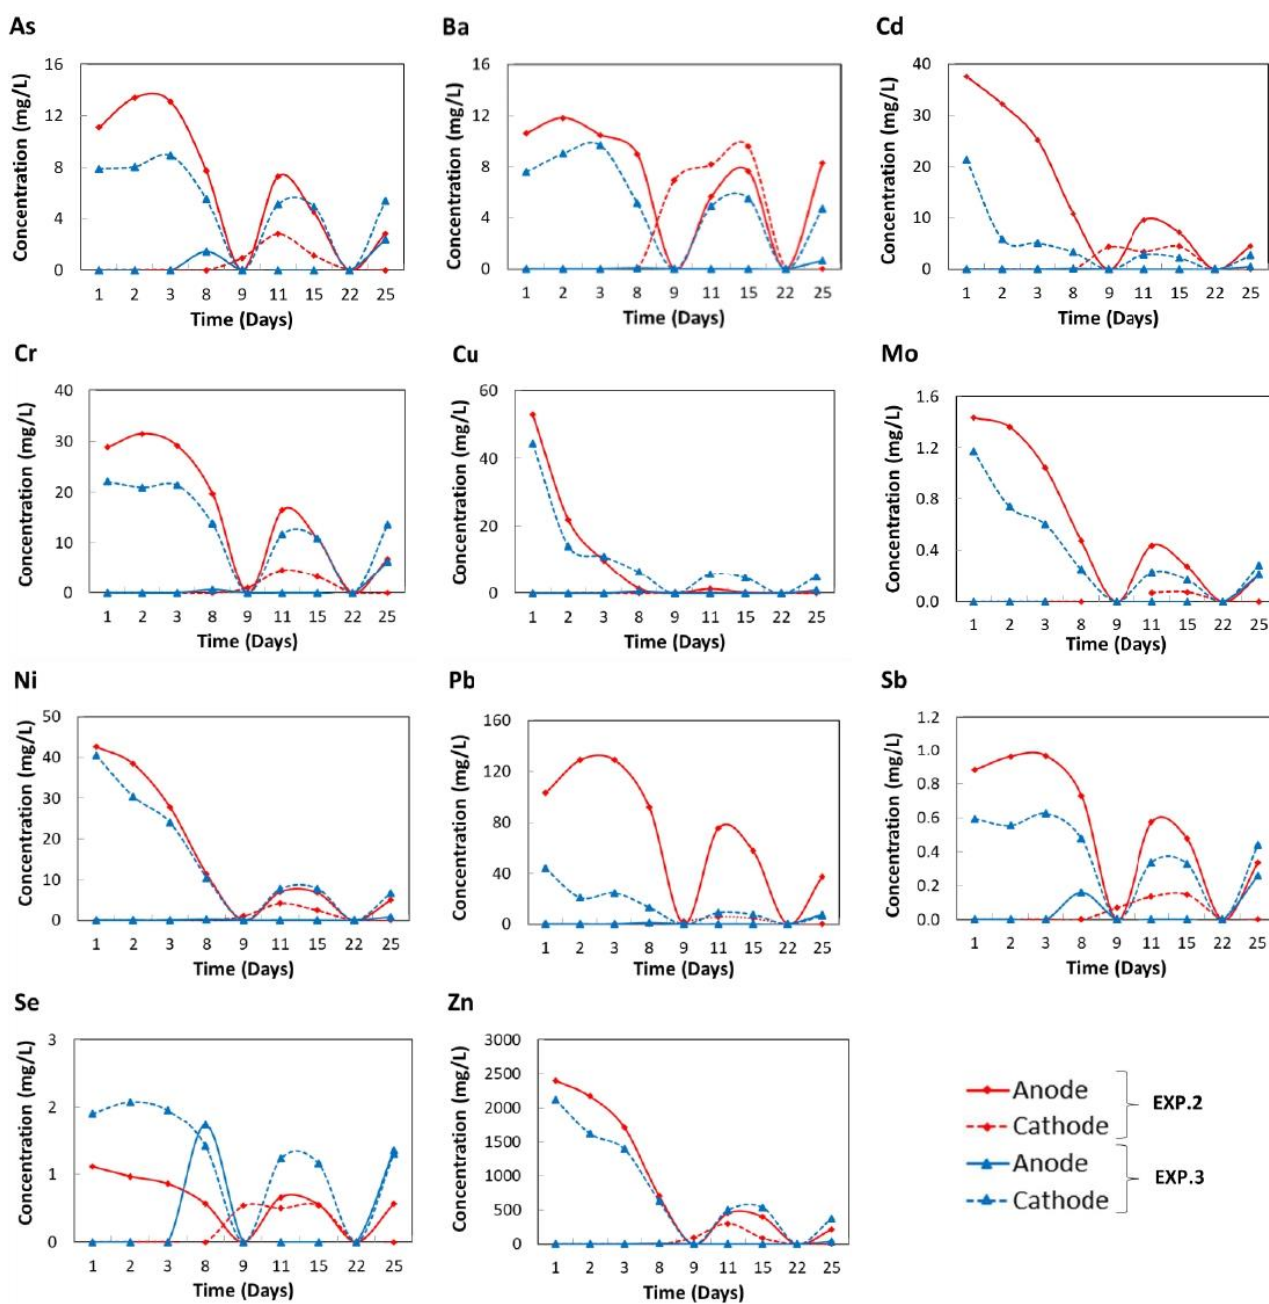 As
Ba
Cd
Concentration (mg/L)
16
12
8
4
0
1 2 3 8 9 11 15 22 25
Time (Days)
Concentration (mg/L)
16
12
8
4
0
1 2 3 8 9 11 15 22 25
Time (Days)
Concentration (mg/L)
40
30
20
10
0
1 2 3 8 9 11 15 22 25
Time (Days)
Cr
Cu
Mo
Concentration (mg/L)
40
30
20
10
0
1 2 3 8 9 11 15 22 25
Time (Days)
Concentration (mg/L)
60
40
20
0
1 2 3 8 9 11 15 22 25
Time (Days)
Concentration (mg/L)
1.6
1.2
0.8
0.4
0.0
1 2 3 8 9 11 15 22 25
Time (Days)
Ni
Pb
Sb
Concentration (mg/L)
50
40
30
20
10
0
1 2 3 8 9 11 15 22 25
Time (Days)
Concentration (mg/L)
160
120
80
40
0
1 2 3 8 9 11 15 22 25
Time (Days)
Concentration (mg/L)
1.2
1.0
0.8
0.6
0.4
0.2
0.0
1 2 3 8 9 11 15 22 25
Time (Days)
Se
Zn
Concentration (mg/L)
3
2
1
0
1 2 3 8 9 11 15 22 25
Time (Days)
Concentration (mg/L)
3000
2500
2000
1500
1000
500
0
1 2 3 8 9 11 15 22 25
Time (Days)
Anode
EXP.2
Cathode
Anode
EXP.3
Cathode